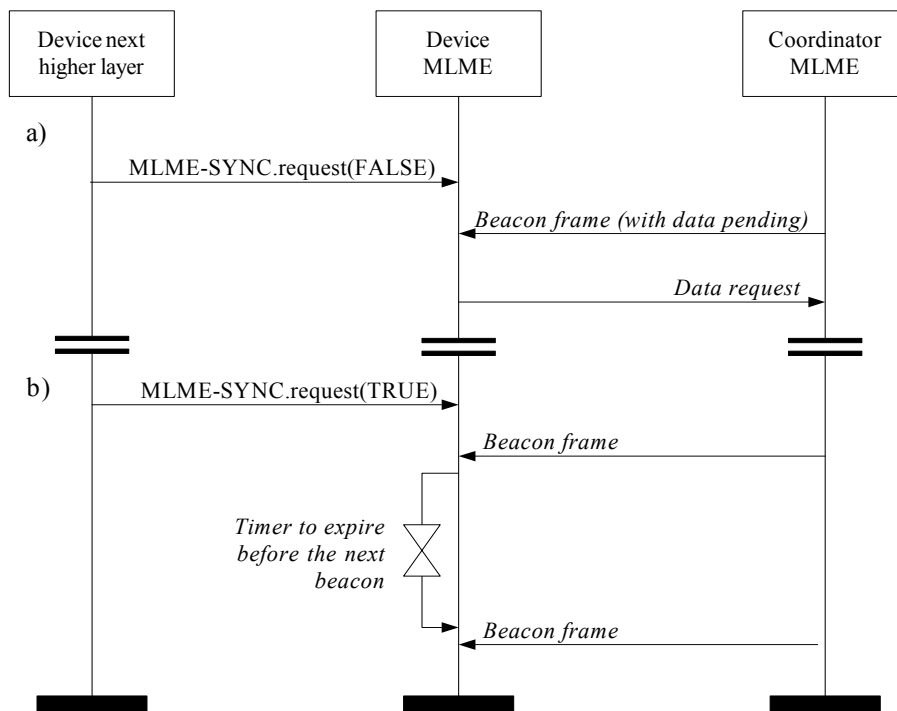 Device next
higher layer
Device
MLME
Coordinator
MLME
a)
MLME-SYNC.request(FALSE)
Beacon frame (with data pending)
Data request
b)
MLME-SYNC.request(TRUE)
Beacon frame
Timer to expire
before the next
beacon
Beacon frame